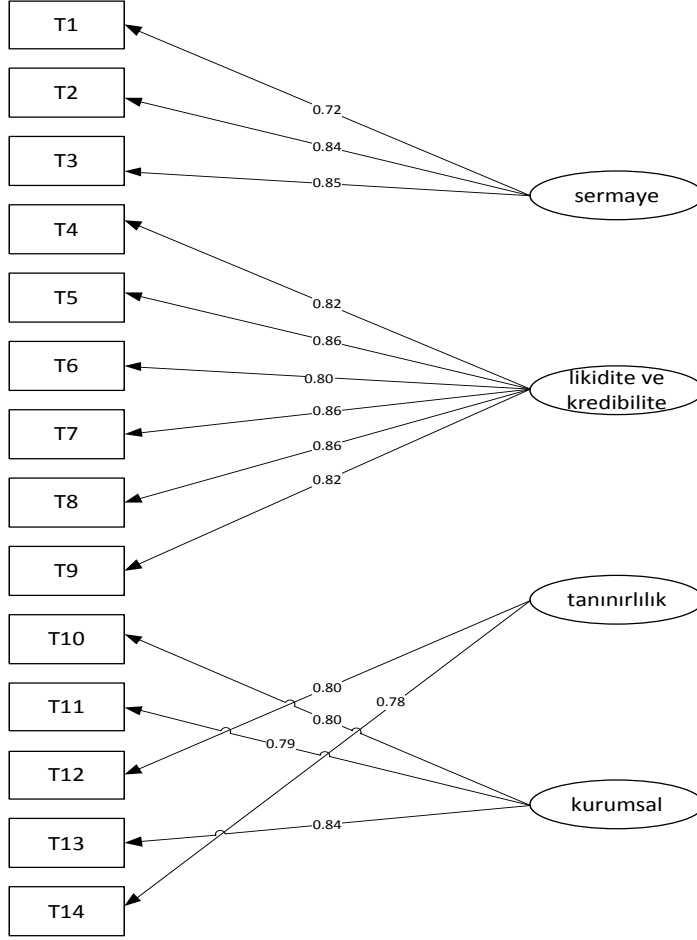 T1
T2
T3
T4
T5
T6
T7
T8
T9
T10
T11
T12
T13
T14
0.72
0.84
0.85
0.82
0.86
0.80
0.86
0.86
0.82
0.80
0.78
0.80
0.79
0.84
sermaye
likidite ve
kredibilite
tanınırlılık
kurumsal